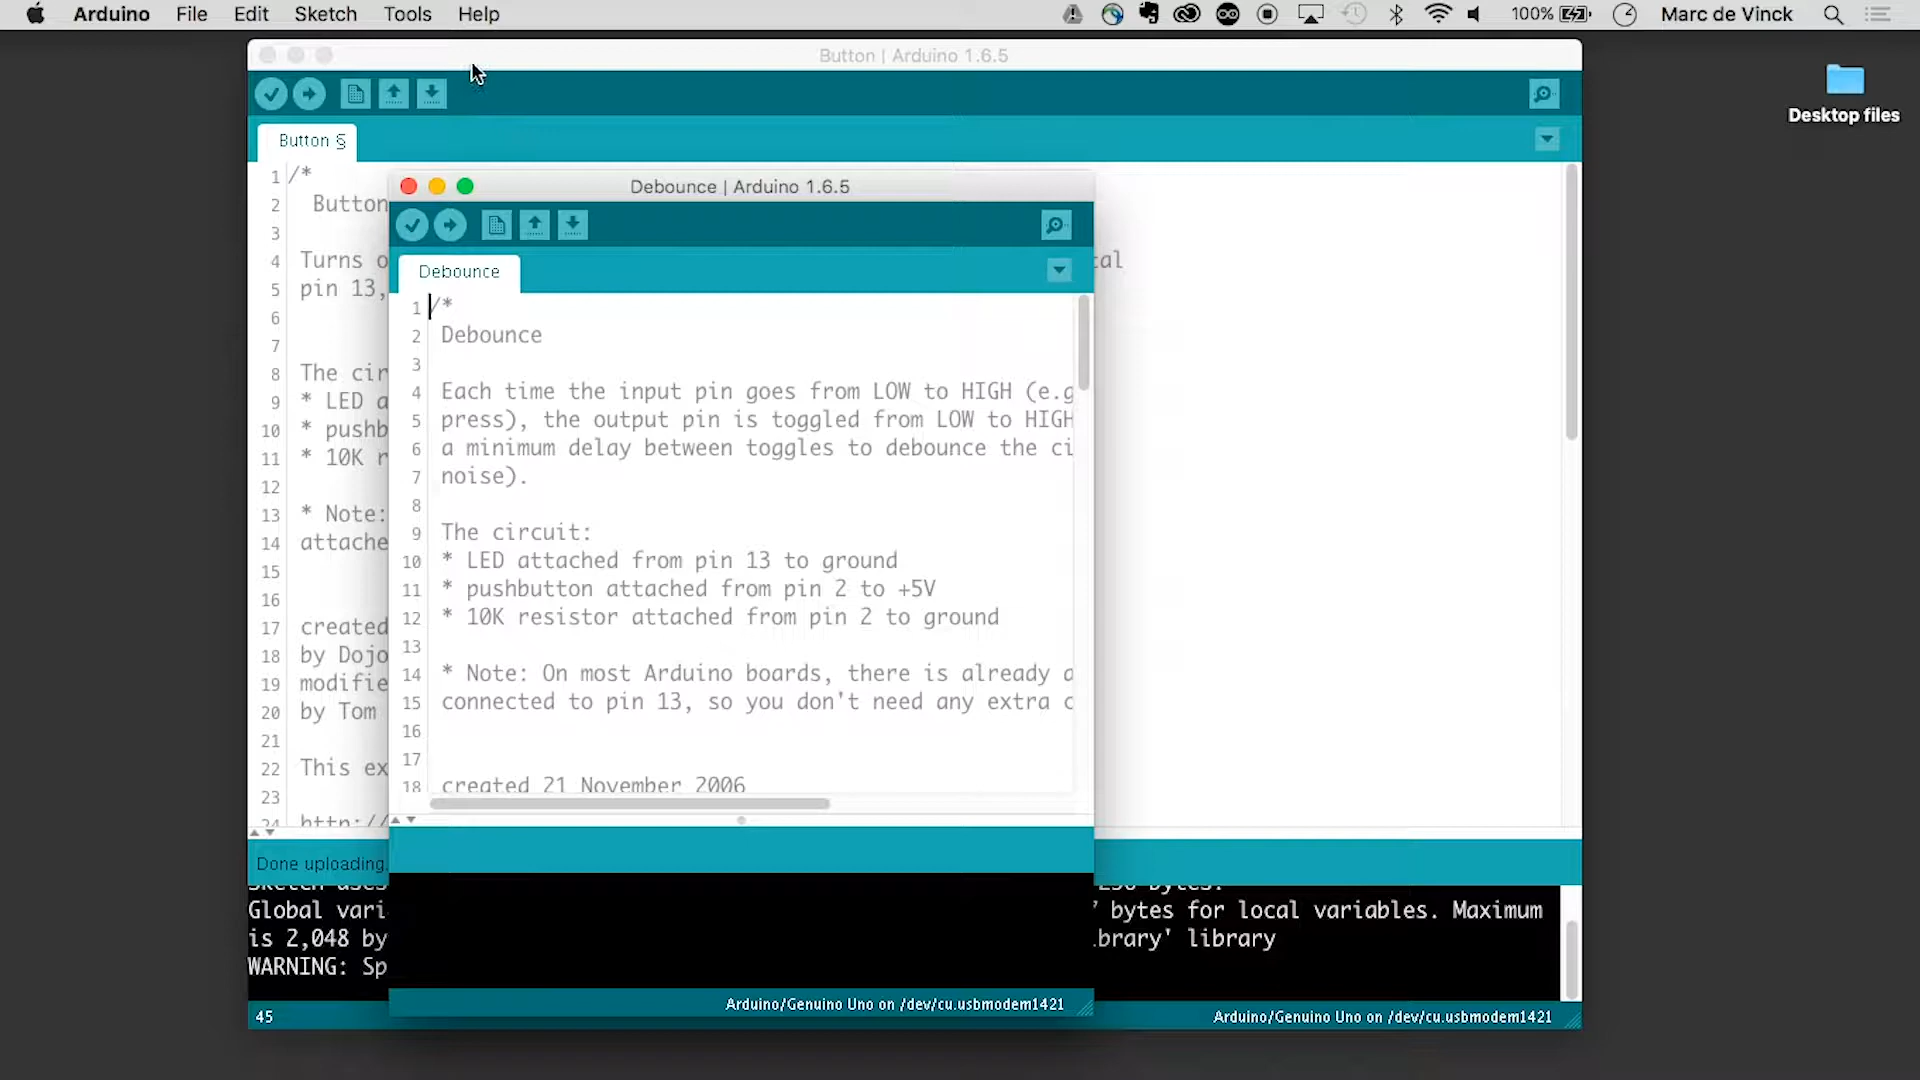 Arduino File Edit Sketch Tools Help 100% Marc de Vinck
Button | Arduino 1.6.5
Desktop files
Button §
1 /*
2 Button
3
4 Turns o
5 pin 13,
6
7
8 The cir
9 * LED a
10 * pushb
11 * 10K r
12
13 * Note:
14 attache
15
16
17 created
18 by Dojo
19 modifie
20 by Tom
21
22 This ex
23
24 http://
Debounce | Arduino 1.6.5
Debounce
1 /*
2 Debounce
3
4 Each time the input pin goes from LOW to HIGH (e.g
5 press), the output pin is toggled from LOW to HIGH
6 a minimum delay between toggles to debounce the ci
7 noise).
8
9 The circuit:
10 * LED attached from pin 13 to ground
11 * pushbutton attached from pin 2 to +5V
12 * 10K resistor attached from pin 2 to ground
13
14 * Note: On most Arduino boards, there is already a
15 connected to pin 13, so you don't need any extra c
16
17
18 created 21 November 2006
Arduino/Genuino Uno on /dev/cu.usbmodem1421
Done uploading.
Sketch uses bytes.
Global vari bytes for local variables. Maximum
is 2,048 by brary' library
WARNING: Sp
45 Arduino/Genuino Uno on /dev/cu.usbmodem1421